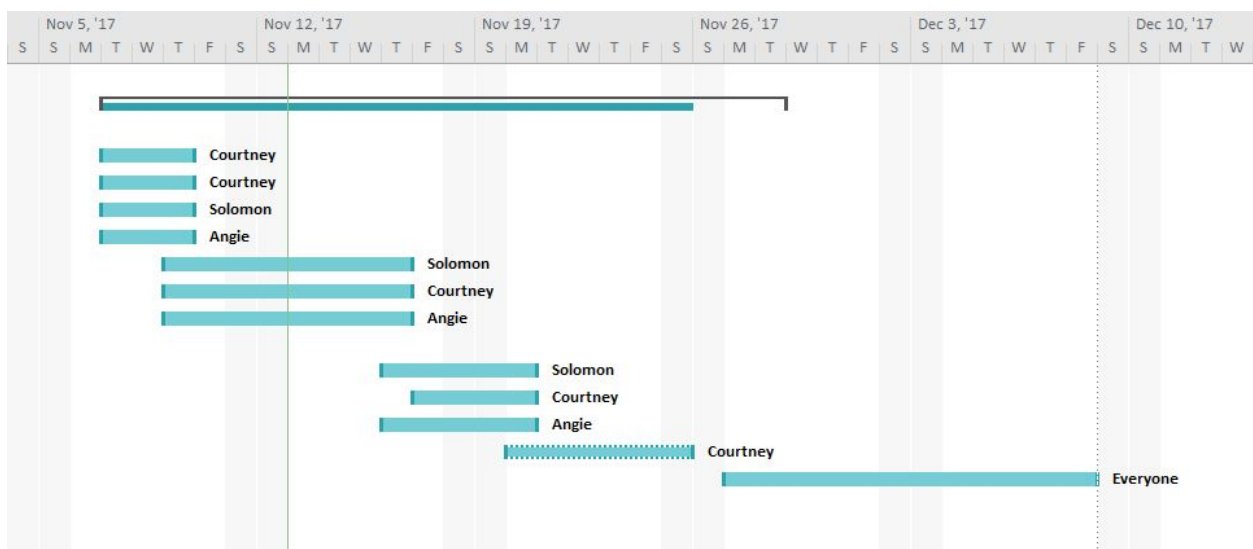 Nov 5, '17 Nov 12, '17 Nov 19, '17 Nov 26, '17 Dec 3, '17 Dec 10, '17
S S M T W T F S S M T W T F S S M T W T F S S M T W T F S S M T W T F S S M T W
Courtney
Courtney
Solomon
Angie
Solomon
Courtney
Angie
Solomon
Courtney
Angie
Courtney
Everyone